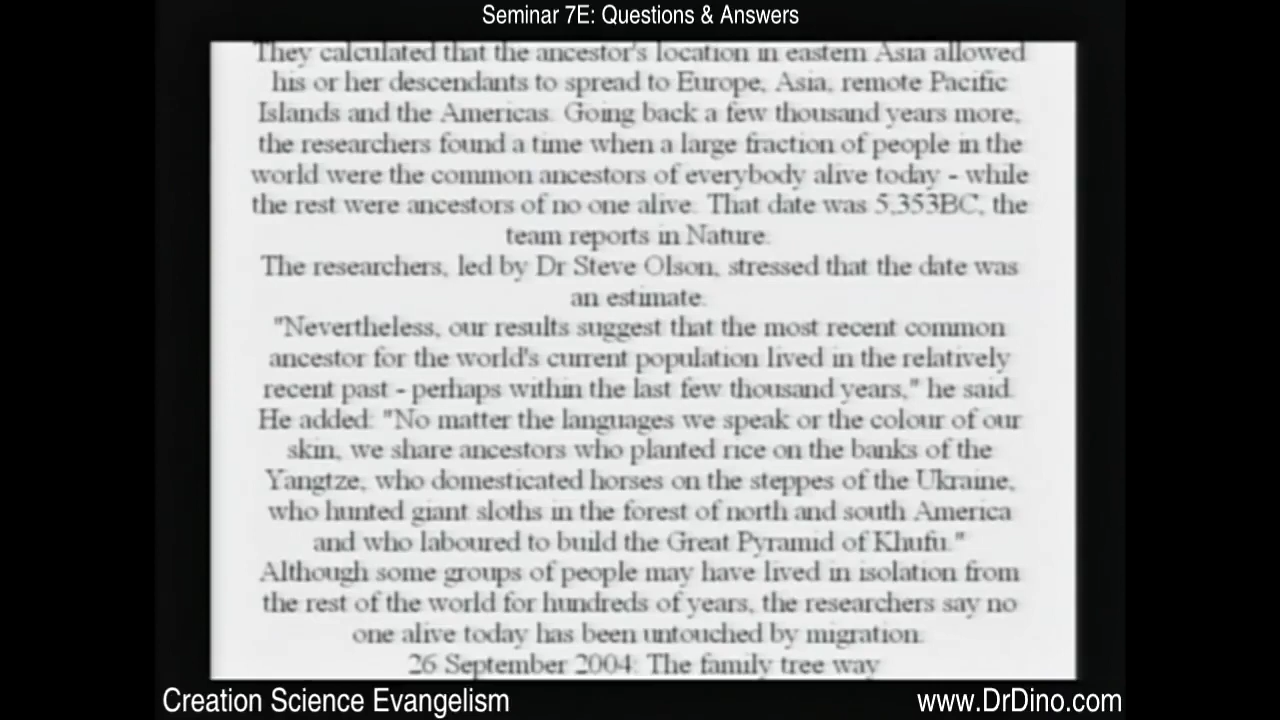 Seminar 7E: Questions & Answers
They calculated that the ancestor's location in eastern Asia allowed
his or her descendants to spread to Europe, Asia, remote Pacific
Islands and the Americas. Going back a few thousand years more,
the researchers found a time when a large fraction of people in the
world were the common ancestors of everybody alive today - while
the rest were ancestors of no one alive. That date was 5,353BC, the
team reports in Nature.
The researchers, led by Dr Steve Olson, stressed that the date was
an estimate.
"Nevertheless, our results suggest that the most recent common
ancestor for the world's current population lived in the relatively
recent past - perhaps within the last few thousand years," he said.
He added: "No matter the languages we speak or the colour of our
skin, we share ancestors who planted rice on the banks of the
Yangtze, who domesticated horses on the steppes of the Ukraine,
who hunted giant sloths in the forest of north and south America
and who laboured to build the Great Pyramid of Khufu."
Although some groups of people may have lived in isolation from
the rest of the world for hundreds of years, the researchers say no
one alive today has been untouched by migration.
26 September 2004: The family tree way
Creation Science Evangelism
www.DrDino.com